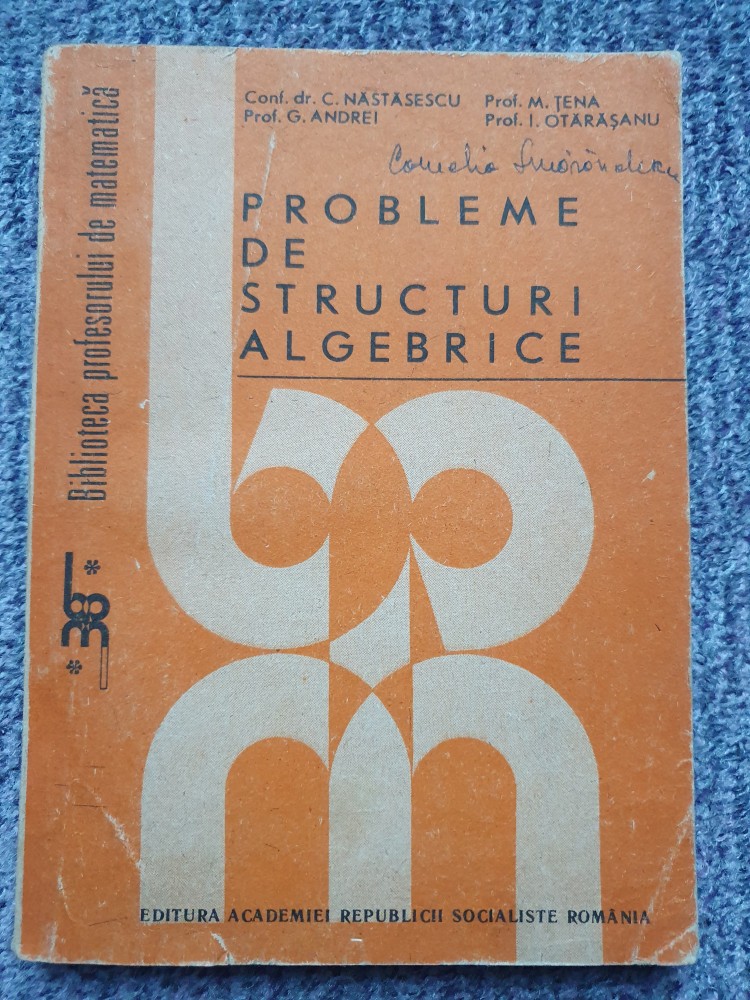 Conf. dr. C. NĂSTĂSESCU Prof. M. ȚENA
Prof. G. ANDREI Prof. I. OTĂRĂȘANU
PROBLEME
DE
STRUCTURI
ALGEBRICE
Biblioteca profesorului de matematică
*38*
EDITURA ACADEMIEI REPUBLICII SOCIALISTE ROMÂNIA